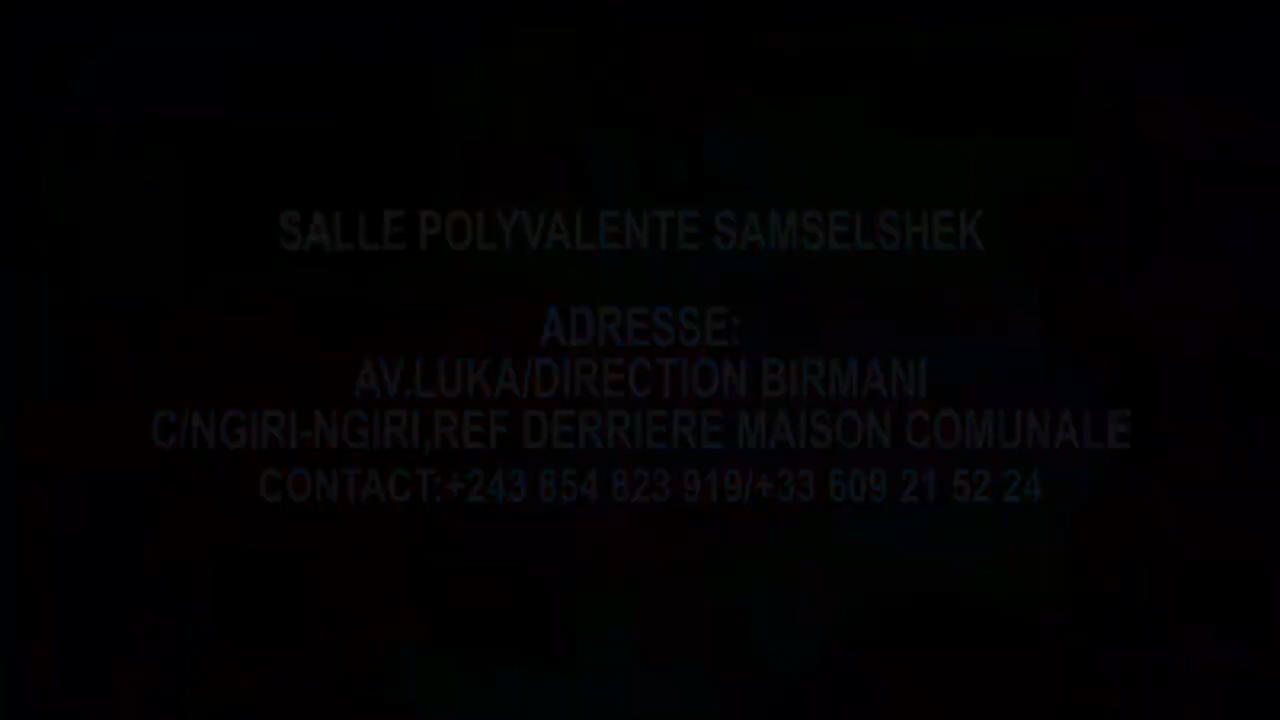 SALLE POLYVALENTE SAMSELSHEK
ADRESSE:
AV.LUKA/DIRECTION BIRMANI
C/NGIRI-NGIRI,REF DERRIERE MAISON COMUNALE
CONTACT:+243 854 823 919/+33 609 21 52 24